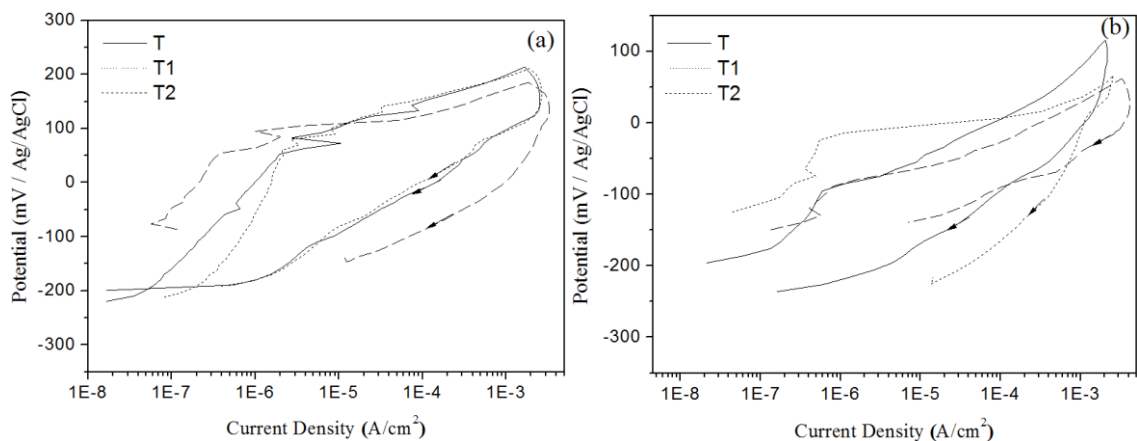 (a)
T
T1
T2
300
200
100
0
-100
-200
-300
Potential (mV / Ag/AgCl)
1E-8 1E-7 1E-6 1E-5 1E-4 1E-3
Current Density (A/cm²)
(b)
T
T1
T2
100
0
-100
-200
-300
Potential (mV / Ag/AgCl)
1E-8 1E-7 1E-6 1E-5 1E-4 1E-3
Current Density (A/cm²)